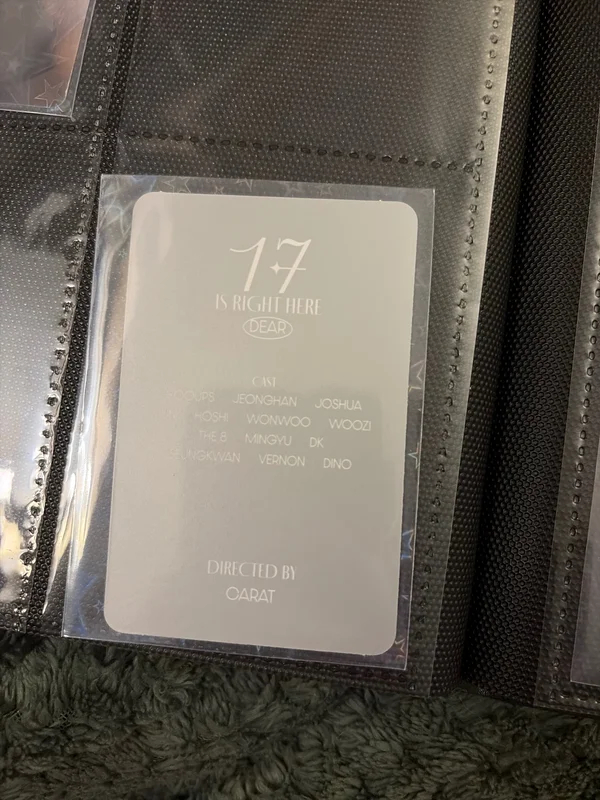 17
IS RIGHT HERE
DEAR
CAST
JEONGHAN JOSHUA
HOSHI WONWOO WOOZI
THE 8 MINGYU DK
VERNON DINO
DIRECTED BY
CARAT